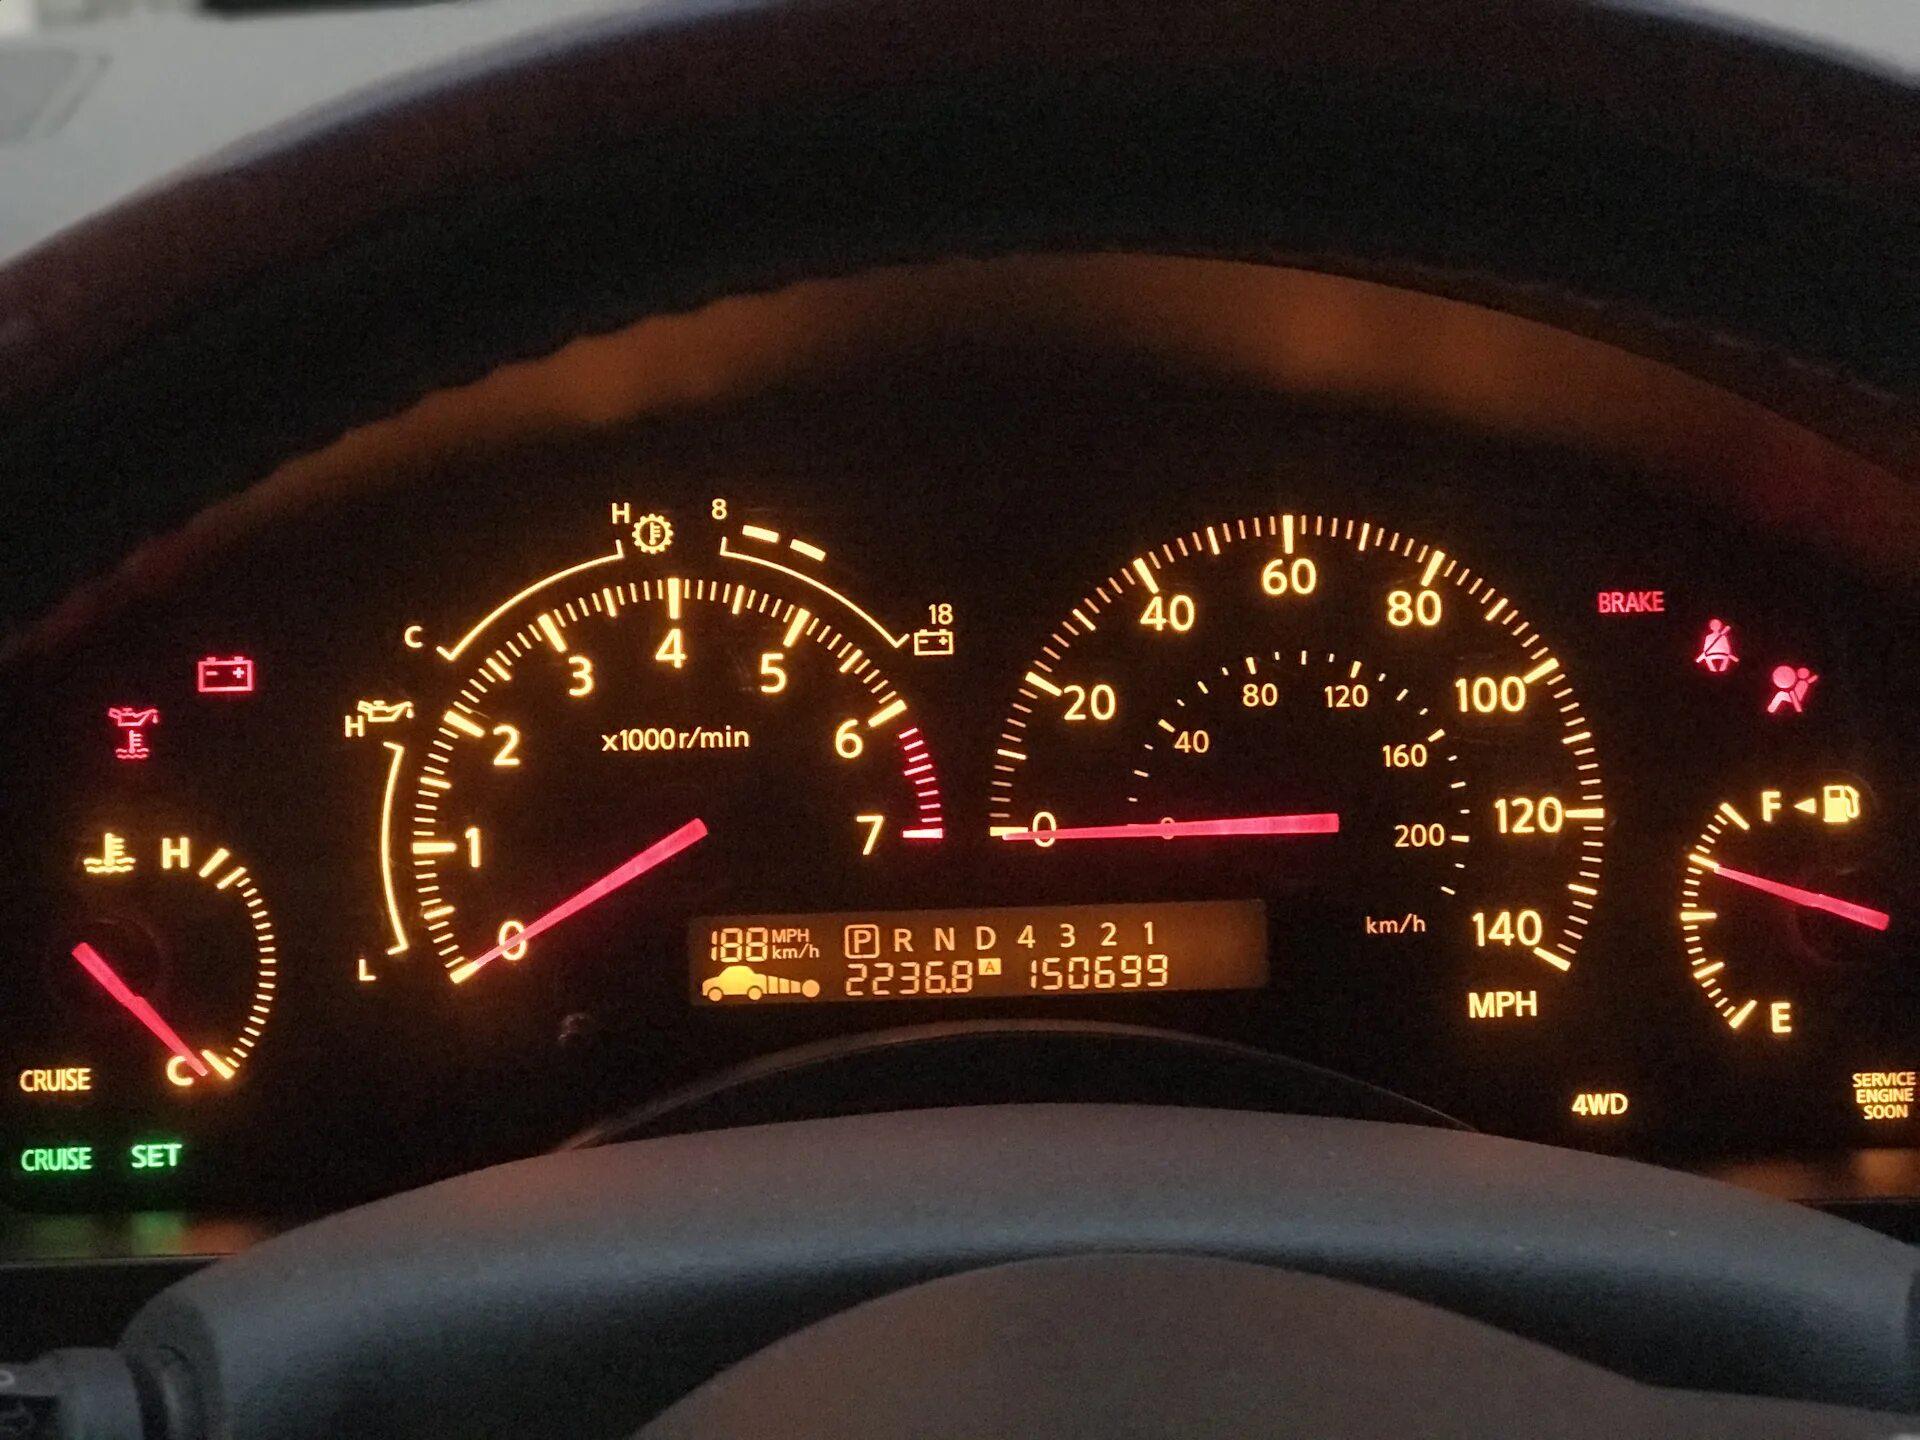 H
8
18
C
H
4
3
5
2
6
x1000r/min
1
7
0
L
H
C
CRUISE
CRUISE SET
188 MPH
km/h
P R N D 4 3 2 1
2236.8 A 150699
60
40
80
20
100
80 120
40
160
0
0
200
120
km/h
140
MPH
BRAKE
F
E
4WD
SERVICE
ENGINE
SOON